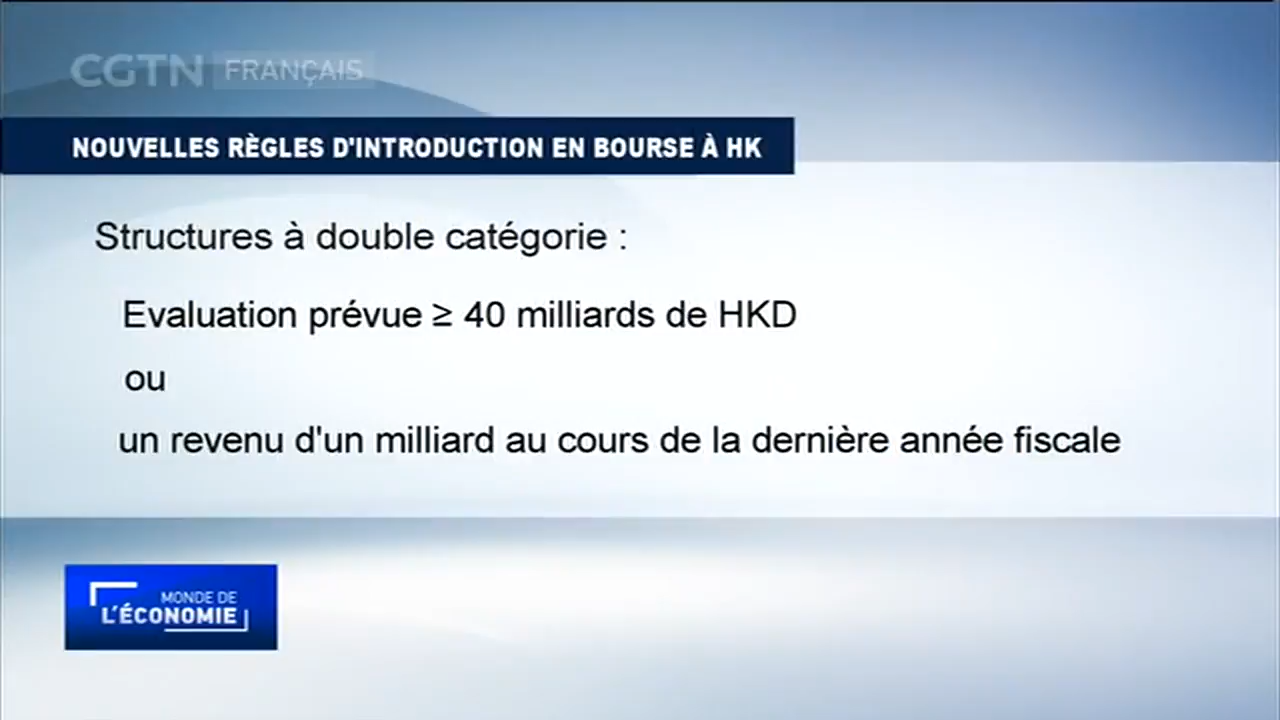 CGTN FRANÇAIS
NOUVELLES RÈGLES D'INTRODUCTION EN BOURSE À HK
Structures à double catégorie :
Evaluation prévue ≥ 40 milliards de HKD
ou
un revenu d'un milliard au cours de la dernière année fiscale
MONDE DE
L'ÉCONOMIE